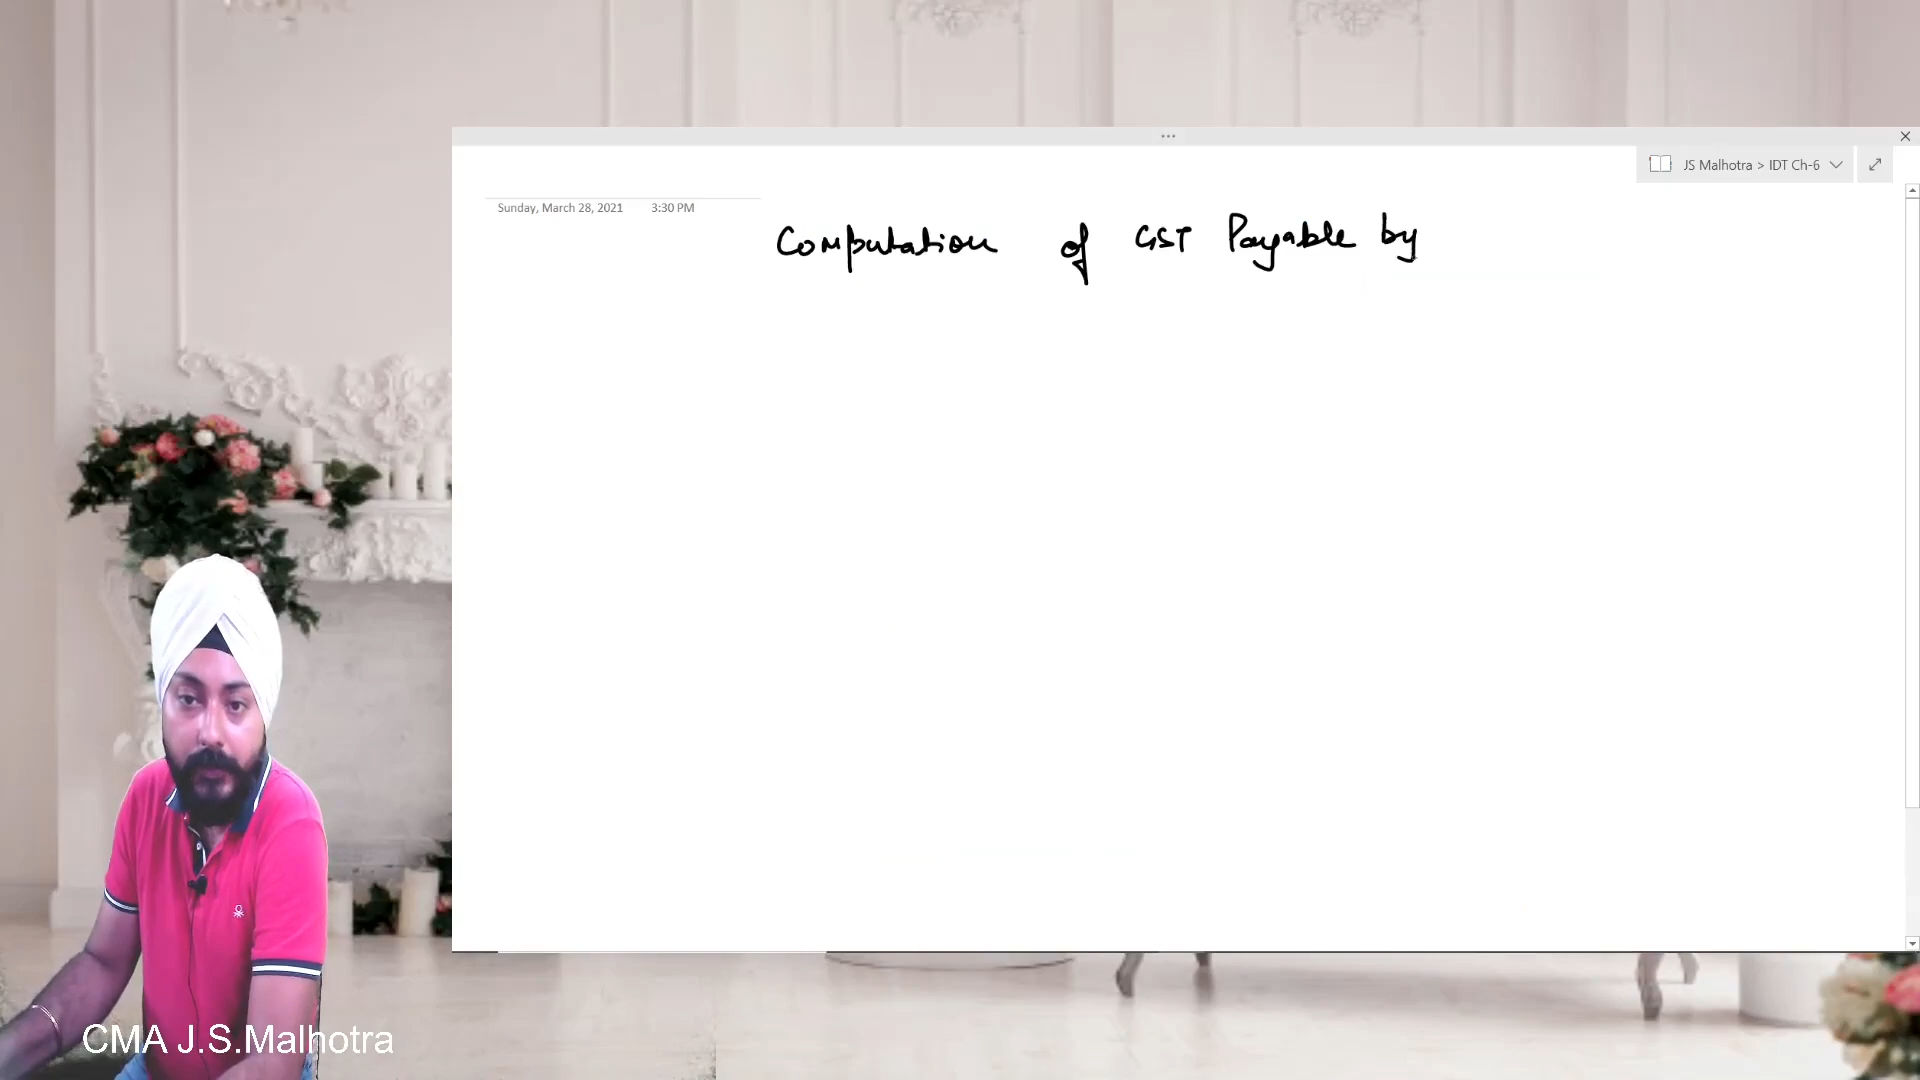 JS Malhotra > IDT Ch-6
Sunday, March 28, 2021 3:30 PM
Computation of GST Payable by
CMA J.S.Malhotra